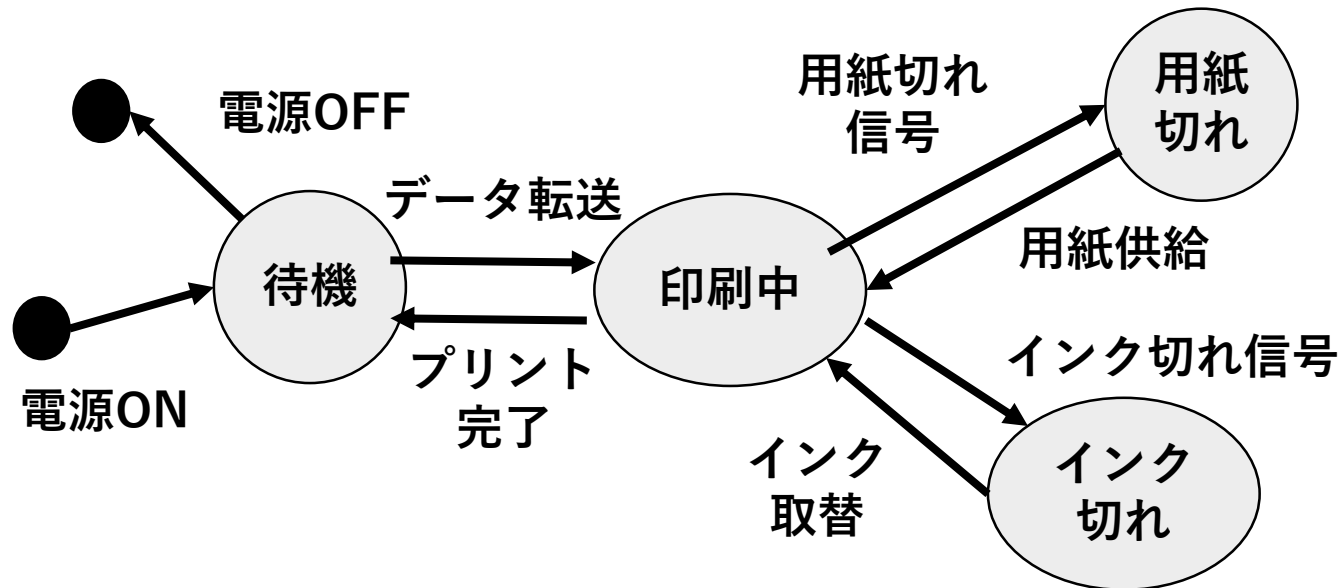 電源OFF
電源ON
待機
データ転送
プリント
完了
印刷中
用紙切れ
信号
用紙
切れ
用紙供給
インク切れ信号
インク
取替
インク
切れ